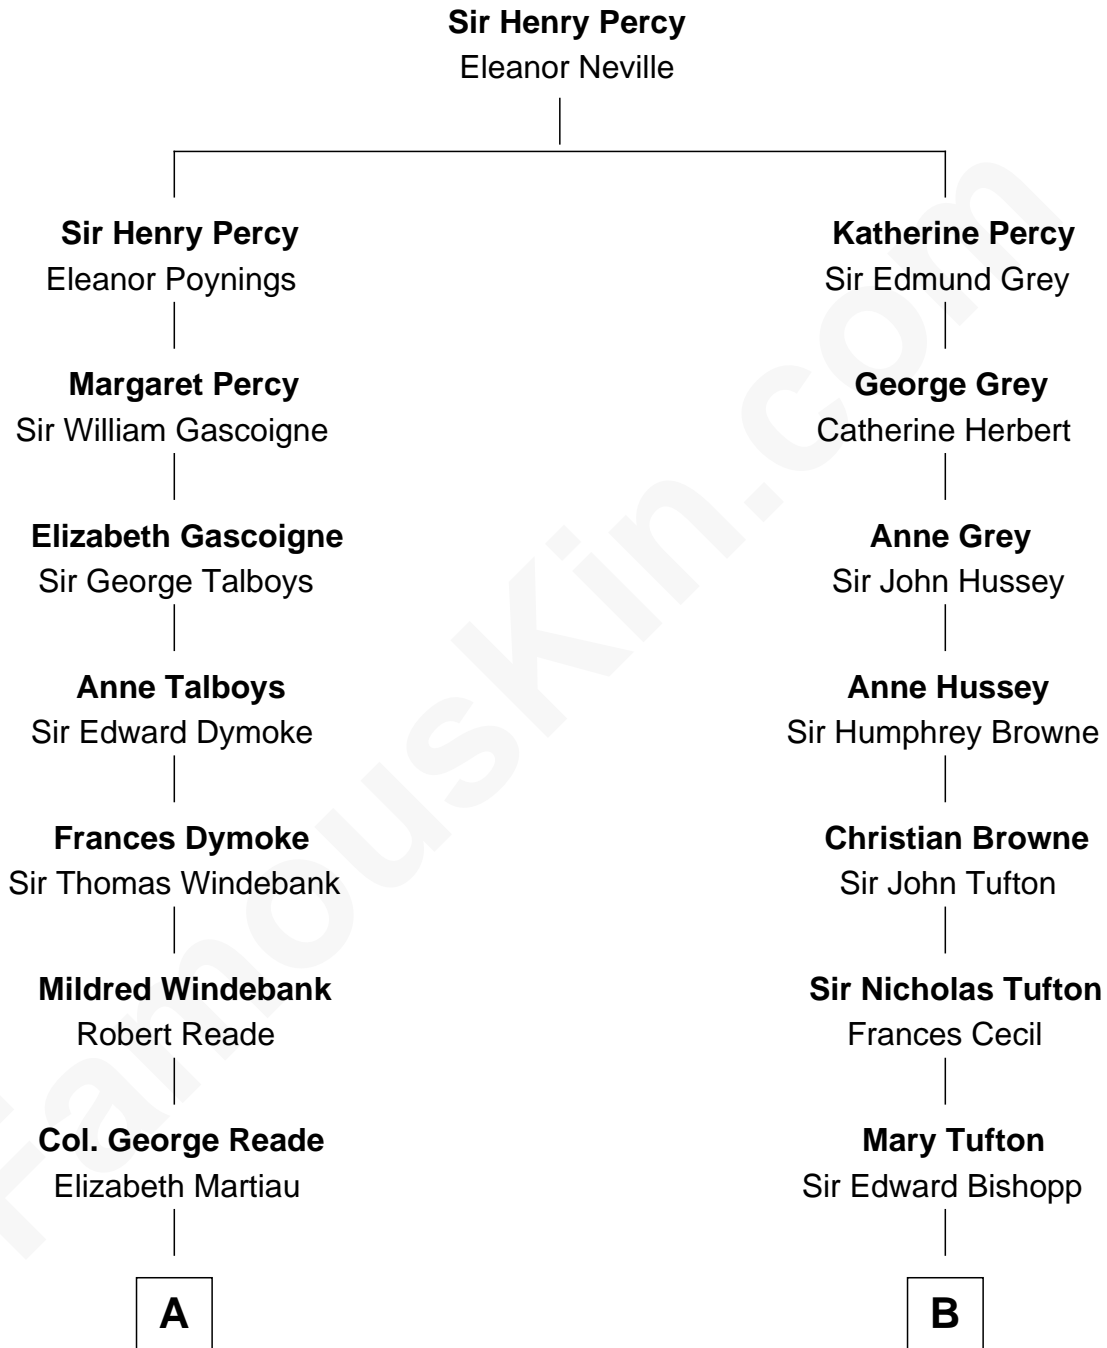 Sir Henry Percy
Eleanor Neville
Sir Henry Percy
Eleanor Poynings
Katherine Percy
Sir Edmund Grey
Margaret Percy
Sir William Gascoigne
George Grey
Catherine Herbert
Elizabeth Gascoigne
Sir George Talboys
Anne Grey
Sir John Hussey
Anne Talboys
Sir Edward Dymoke
Anne Hussey
Sir Humphrey Browne
Frances Dymoke
Sir Thomas Windebank
Christian Browne
Sir John Tufton
Mildred Windebank
Robert Reade
Sir Nicholas Tufton
Frances Cecil
Col. George Reade
Elizabeth Martiau
Mary Tufton
Sir Edward Bishopp
A
B
FamousKin.com